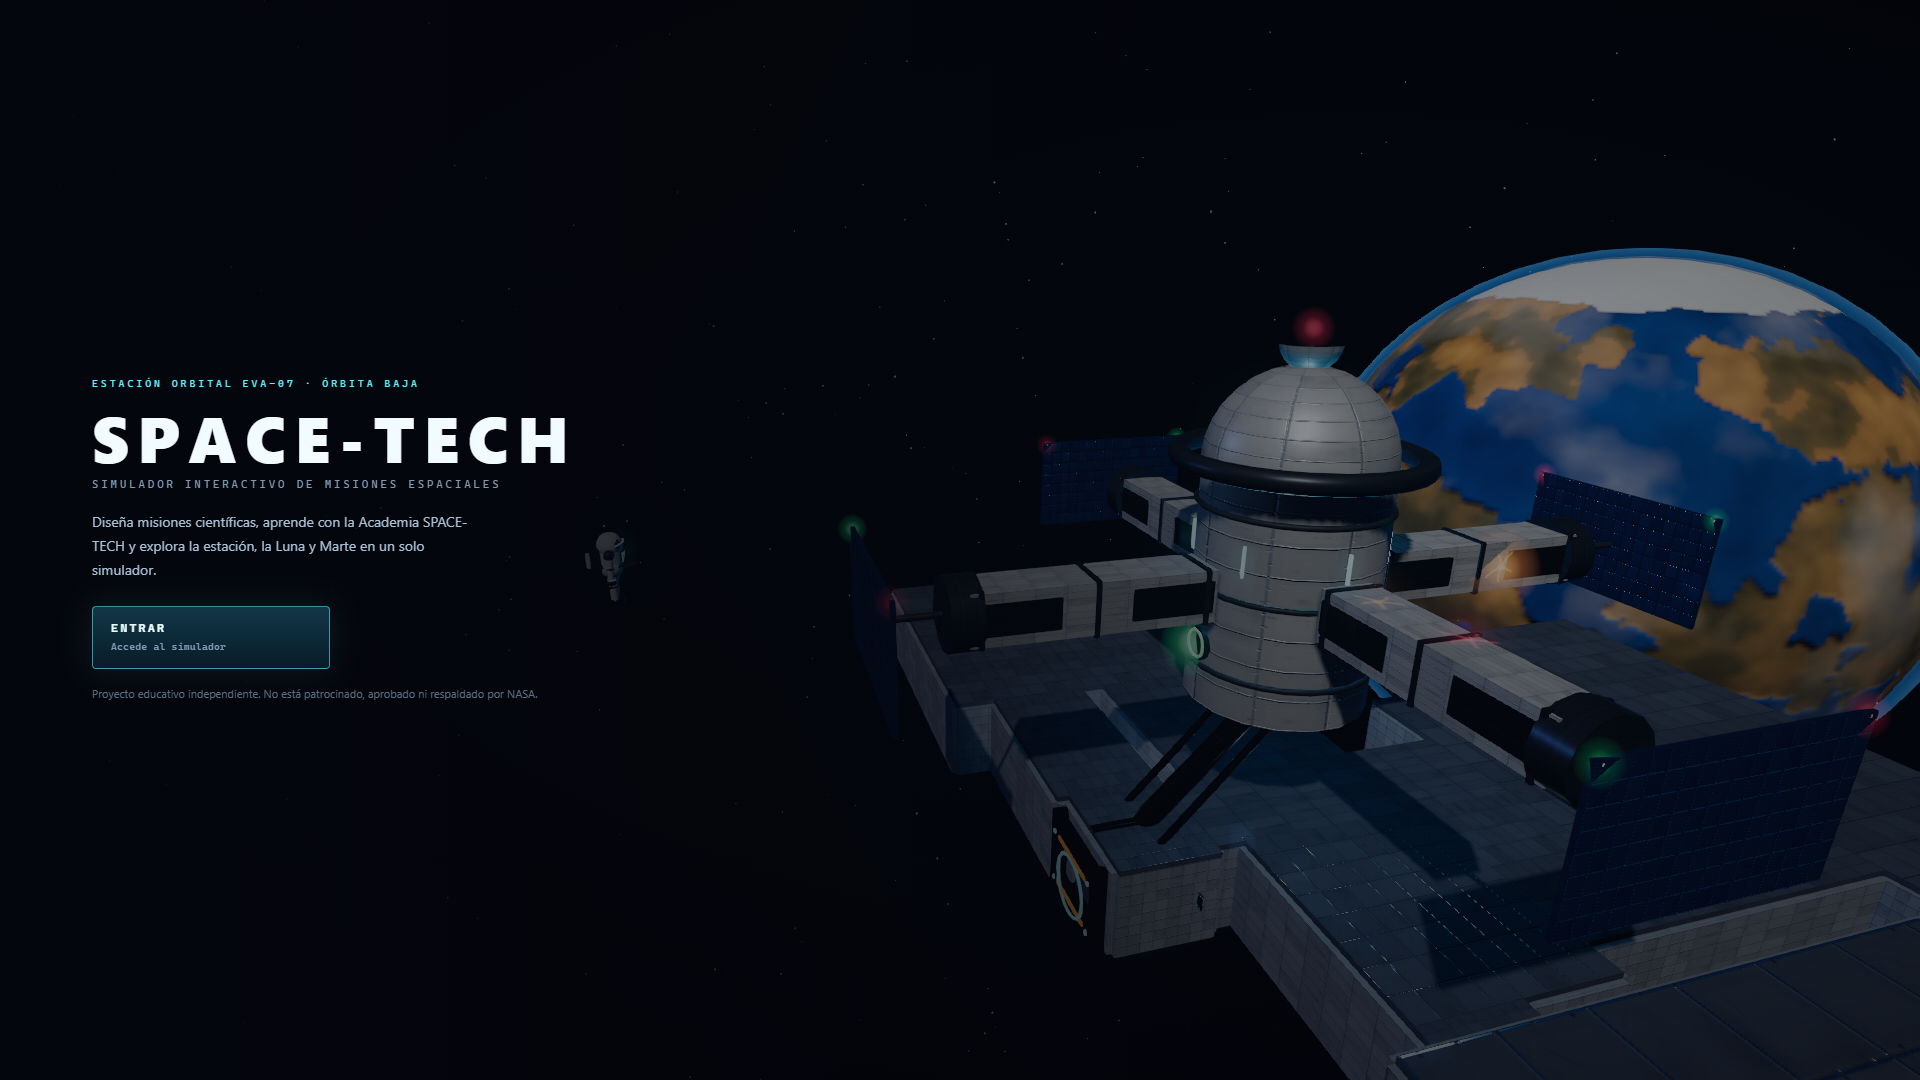 ESTACIÓN ORBITAL EVA-07 · ÓRBITA BAJA
SPACE-TECH
SIMULADOR INTERACTIVO DE MISIONES ESPACIALES
Diseña misiones científicas, aprende con la Academia SPACE-
TECH y explora la estación, la Luna y Marte en un solo
simulador.
ENTRAR
Accede al simulador
Proyecto educativo independiente. No está patrocinado, aprobado ni respaldado por NASA.